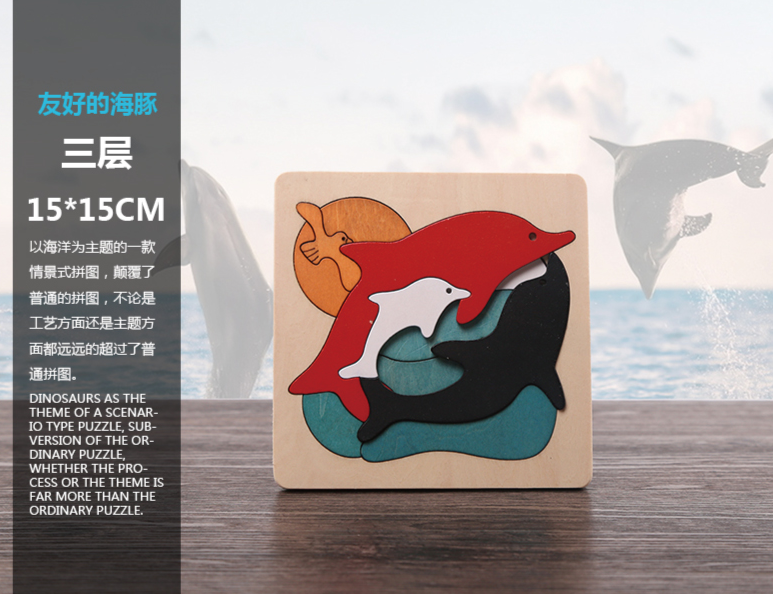 友好的海豚
三层
15*15CM
以海洋为主题的一款
情景式拼图，颠覆了
普通的拼图，不论是
工艺方面还是主题方
面都远远的超过了普
通拼图。
DINOSAURS AS THE
THEME OF A SCENAR-
IO TYPE PUZZLE, SUB-
VERSION OF THE OR-
DINARY PUZZLE,
WHETHER THE PRO-
CESS OR THE THEME IS
FAR MORE THAN THE
ORDINARY PUZZLE.